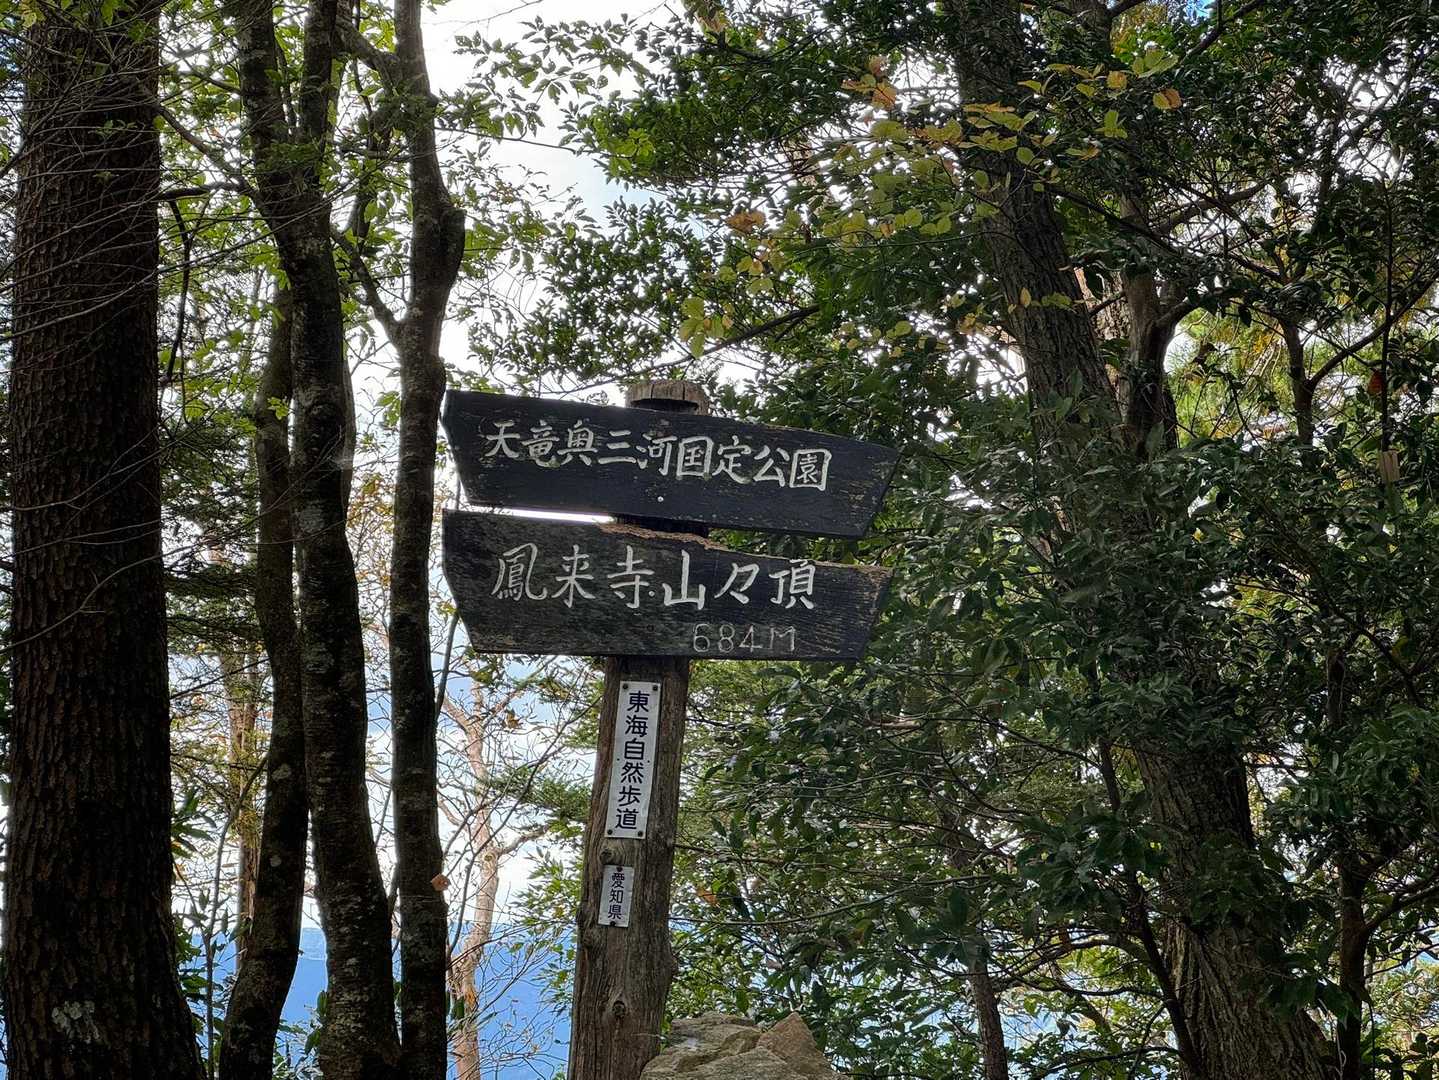 天竜奥三河国定公園
鳳来寺山々頂
684M
東海自然歩道
愛知県